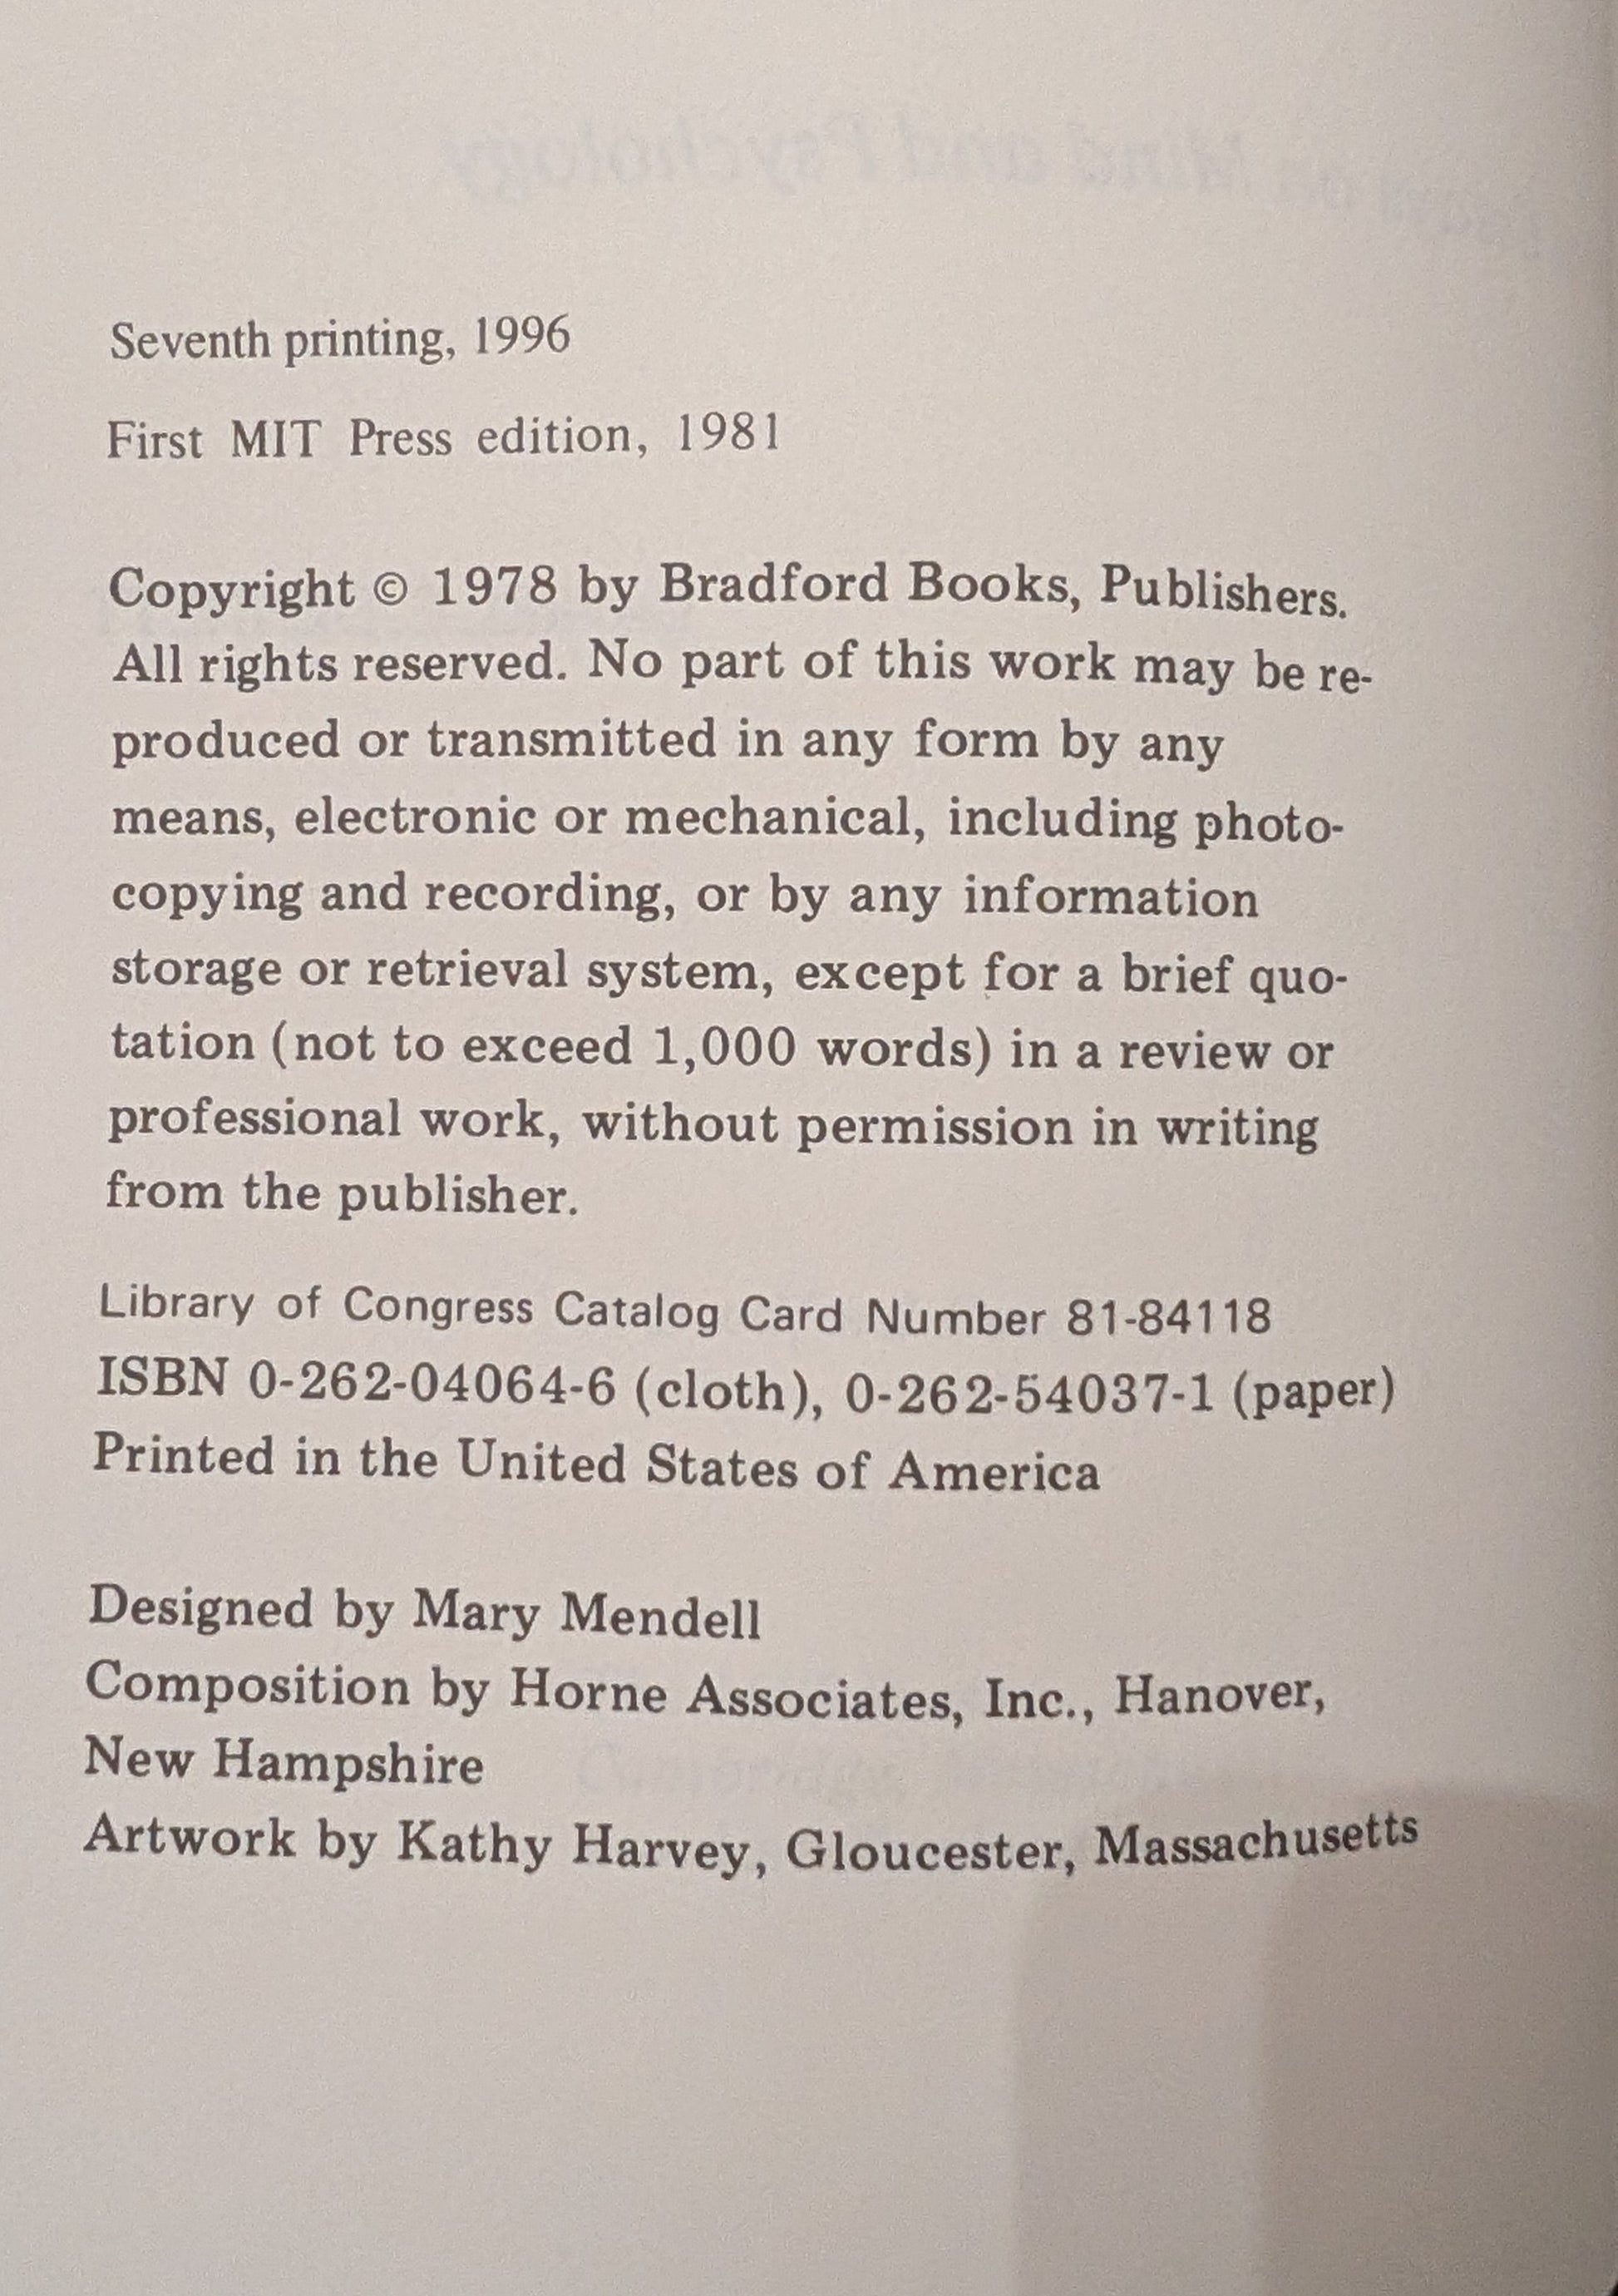 Seventh printing, 1996
First MIT Press edition, 1981
Copyright © 1978 by Bradford Books, Publishers.
All rights reserved. No part of this work may be re-
produced or transmitted in any form by any
means, electronic or mechanical, including photo-
copying and recording, or by any information
storage or retrieval system, except for a brief quo-
tation (not to exceed 1,000 words) in a review or
professional work, without permission in writing
from the publisher.
Library of Congress Catalog Card Number 81-84118
ISBN 0-262-04064-6 (cloth), 0-262-54037-1 (paper)
Printed in the United States of America
Designed by Mary Mendell
Composition by Horne Associates, Inc., Hanover,
New Hampshire
Artwork by Kathy Harvey, Gloucester, Massachusetts